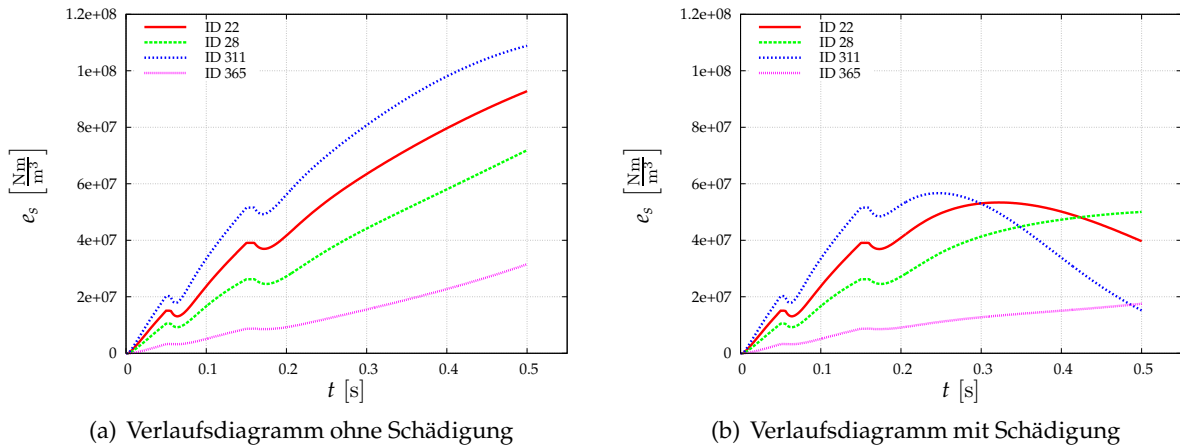 1.2e+08
1e+08
8e+07
6e+07
4e+07
2e+07
0
e_s [Nm/m³]
ID 22
ID 28
ID 311
ID 365
0 0.1 0.2 0.3 0.4 0.5
t [s]
(a) Verlaufsdiagramm ohne Schädigung
1.2e+08
1e+08
8e+07
6e+07
4e+07
2e+07
0
e_s [Nm/m³]
ID 22
ID 28
ID 311
ID 365
0 0.1 0.2 0.3 0.4 0.5
t [s]
(b) Verlaufsdiagramm mit Schädigung